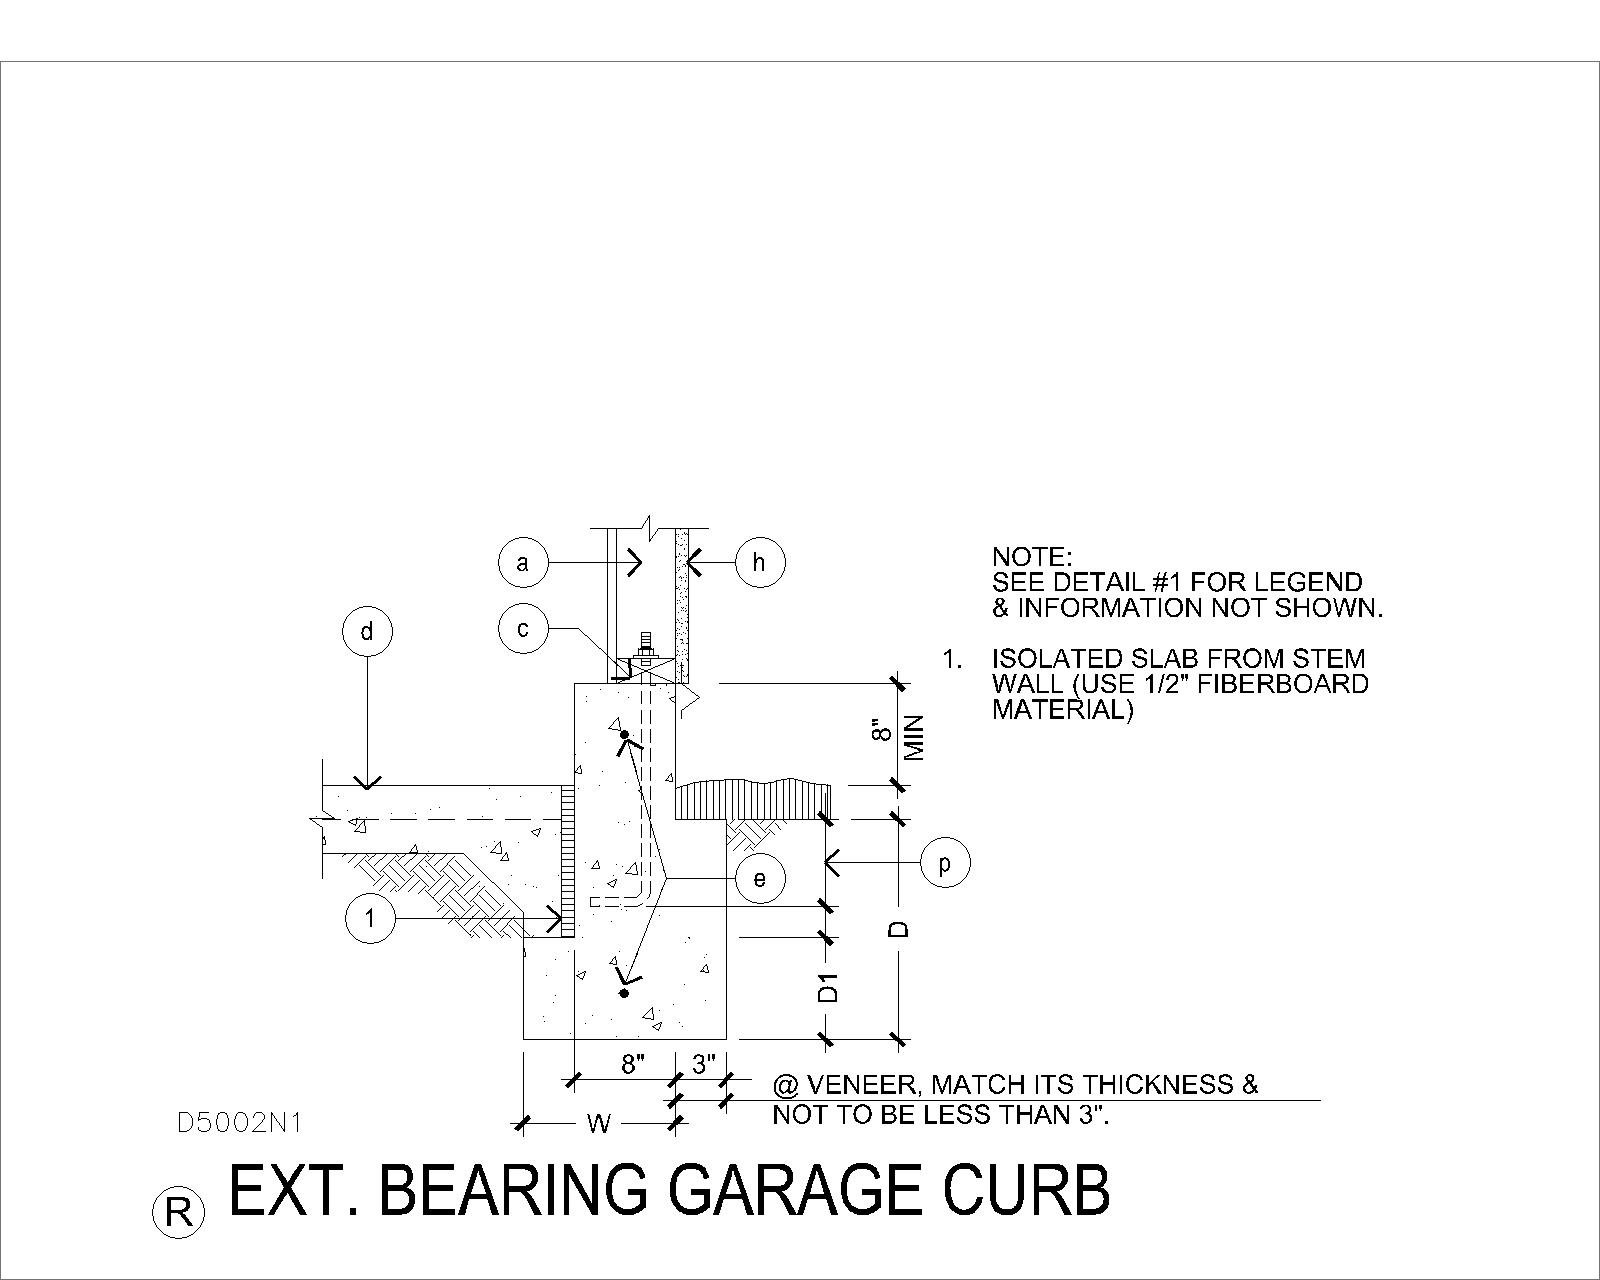 a
h
c
d
NOTE:
SEE DETAIL #1 FOR LEGEND
& INFORMATION NOT SHOWN.
1. ISOLATED SLAB FROM STEM
WALL (USE 1/2" FIBERBOARD
MATERIAL)
8"
MIN
p
e
1
D
D1
8"
3"
W
@ VENEER, MATCH ITS THICKNESS &
NOT TO BE LESS THAN 3".
D5002N1
R EXT. BEARING GARAGE CURB